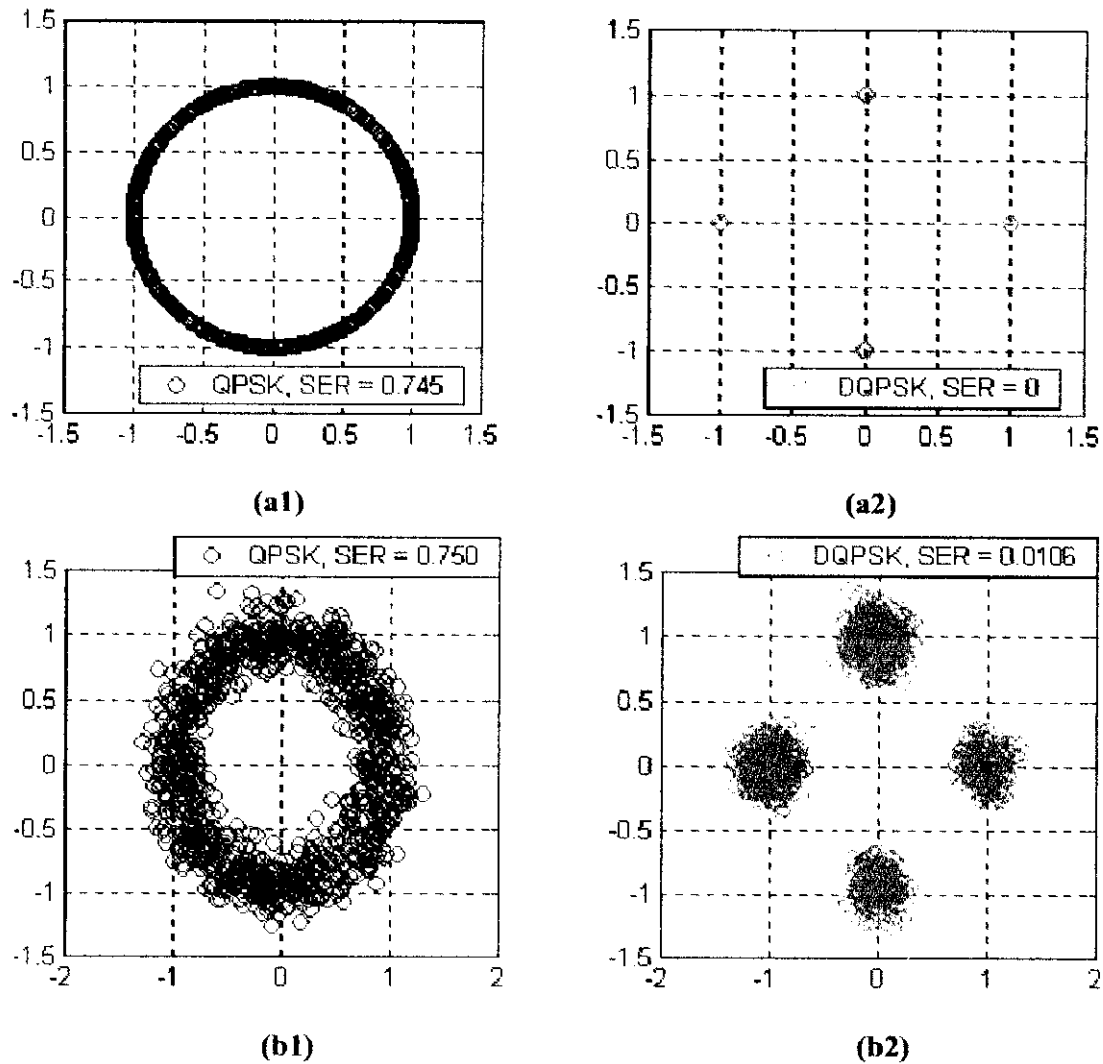 1.5
1
0.5
0
-0.5
-1
-1.5
QPSK, SER = 0.745
-1.5 -1 -0.5 0 0.5 1 1.5
(a1)
1.5
1
0.5
0
-0.5
-1
-1.5
DQPSK, SER = 0
-1.5 -1 -0.5 0 0.5 1 1.5
(a2)
QPSK, SER = 0.750
1.5
1
0.5
0
-0.5
-1
-1.5
-2 -1 0 1 2
(b1)
DQPSK, SER = 0.0106
1.5
1
0.5
0
-0.5
-1
-1.5
-2 -1 0 1 2
(b2)